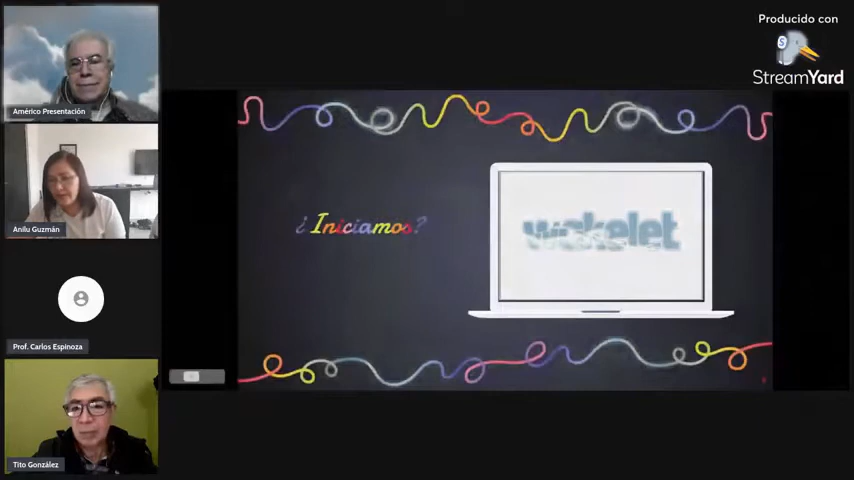 Producido con
StreamYard
Américo Presentación
Anilu Guzmán
Prof. Carlos Espinoza
Tito González
¿Iniciamos?
wakelet